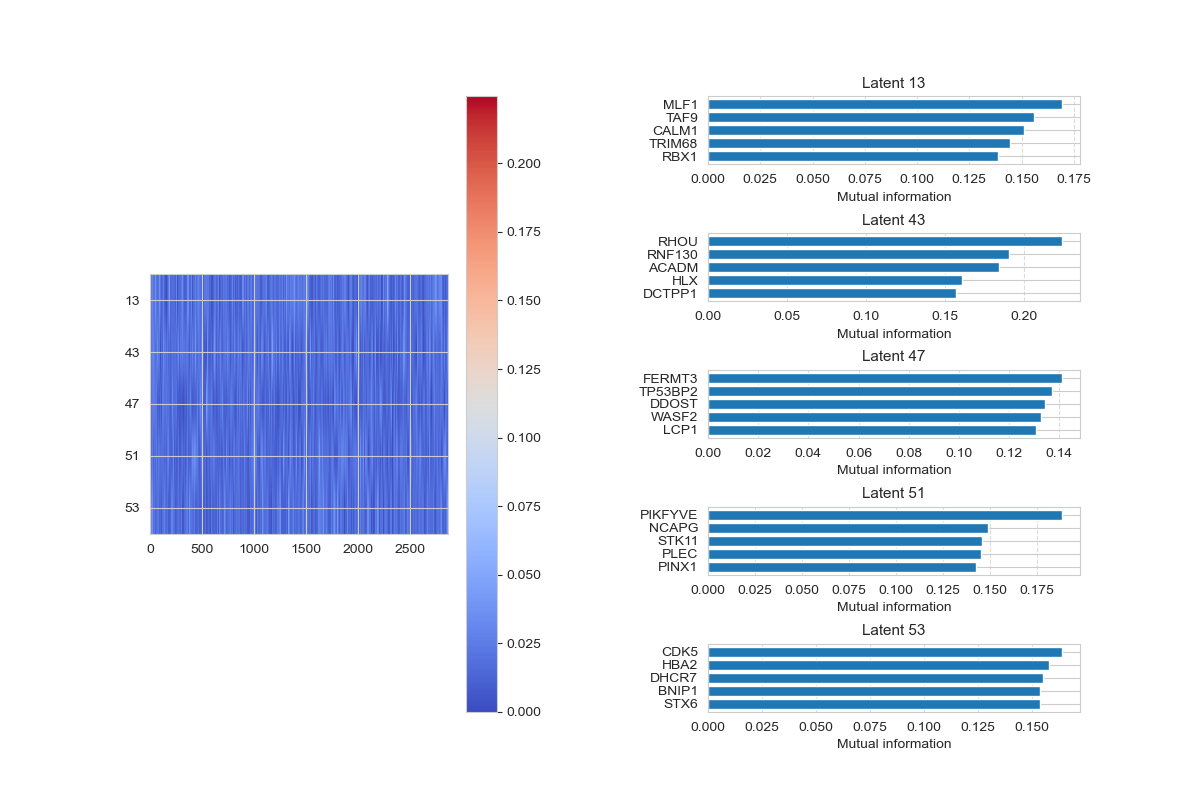 13
43
47
51
53
0 500 1000 1500 2000 2500
0.200
0.175
0.150
0.125
0.100
0.075
0.050
0.025
0.000
Latent 13
MLF1
TAF9
CALM1
TRIM68
RBX1
0.000 0.025 0.050 0.075 0.100 0.125 0.150 0.175
Mutual information
Latent 43
RHOU
RNF130
ACADM
HLX
DCTPP1
0.00 0.05 0.10 0.15 0.20
Mutual information
Latent 47
FERMT3
TP53BP2
DDOST
WASF2
LCP1
0.00 0.02 0.04 0.06 0.08 0.10 0.12 0.14
Mutual information
Latent 51
PIKFYVE
NCAPG
STK11
PLEC
PINX1
0.000 0.025 0.050 0.075 0.100 0.125 0.150 0.175
Mutual information
Latent 53
CDK5
HBA2
DHCR7
BNIP1
STX6
0.000 0.025 0.050 0.075 0.100 0.125 0.150
Mutual information